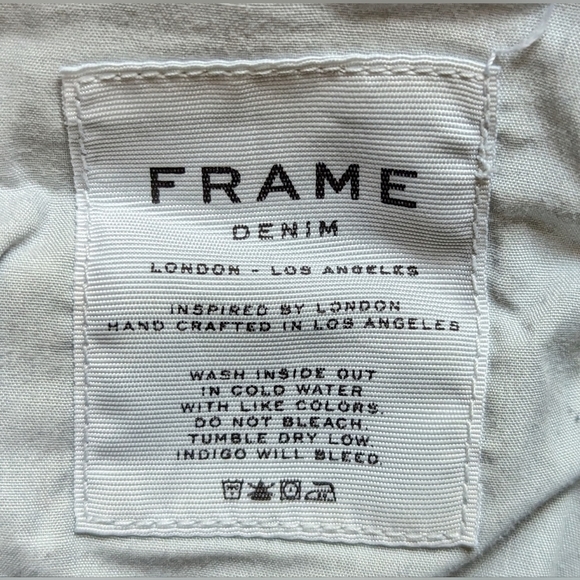 FRAME
DENIM
LONDON - LOS ANGELES
INSPIRED BY LONDON
HAND CRAFTED IN LOS ANGELES
WASH INSIDE OUT
IN COLD WATER
WITH LIKE COLORS.
DO NOT BLEACH.
TUMBLE DRY LOW.
INDIGO WILL BLEED.